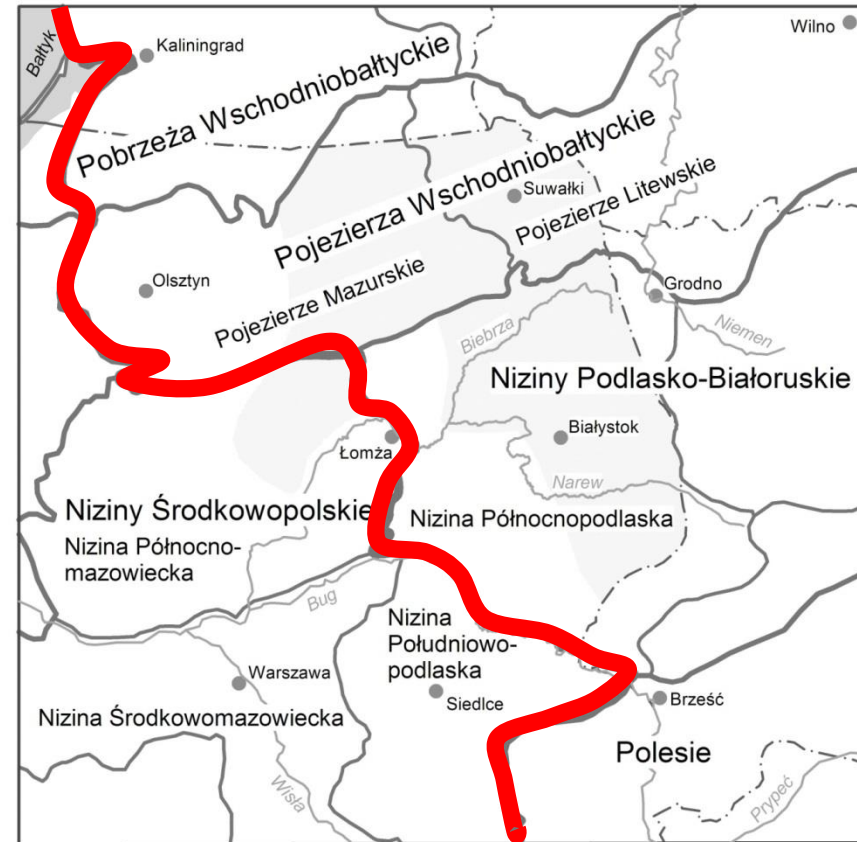 Wilno
Bałtyk
Kaliningrad
Pobrzeża Wschodniobałtyckie
Pojezierza Wschodniobałtyckie
Suwałki
Pojezierze Litewskie
Olsztyn
Pojezierze Mazurskie
Grodno
Niemen
Biebrza
Niziny Podlasko-Białoruskie
Białystok
Łomża
Narew
Niziny Środkowopolskie
Nizina Północnopodlaska
Nizina Północno-
mazowiecka
Bug
Nizina
Południowo-
podlaska
Warszawa
Siedlce
Brześć
Nizina Środkowomazowiecka
Polesie
Wisła
Prypeć